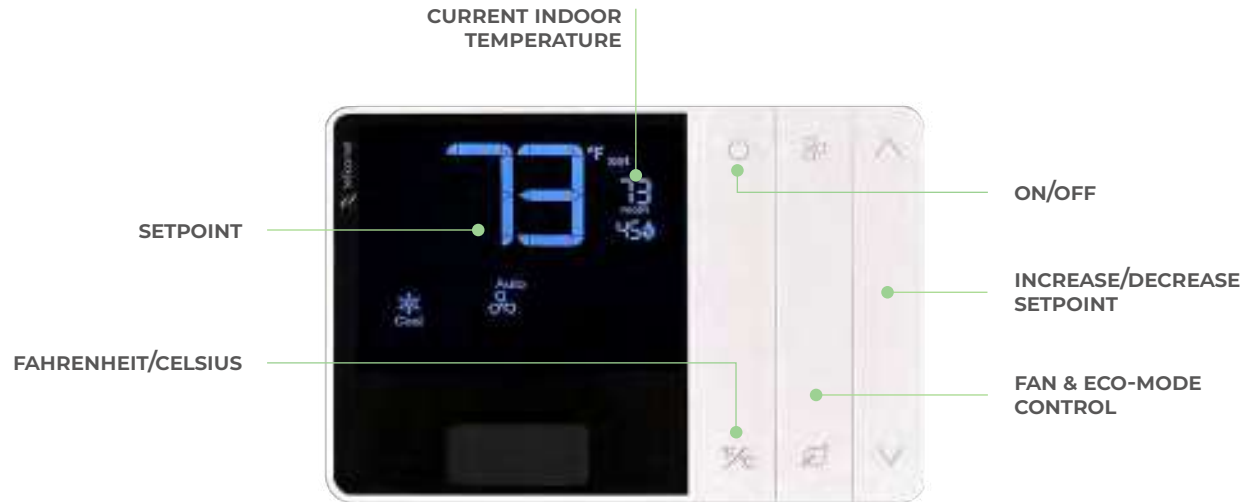 CURRENT INDOOR
TEMPERATURE
73 °F
73
room
45
SETPOINT
Auto
Cool
FAHRENHEIT/CELSIUS
°F/°C
ON/OFF
INCREASE/DECREASE
SETPOINT
FAN & ECO-MODE
CONTROL